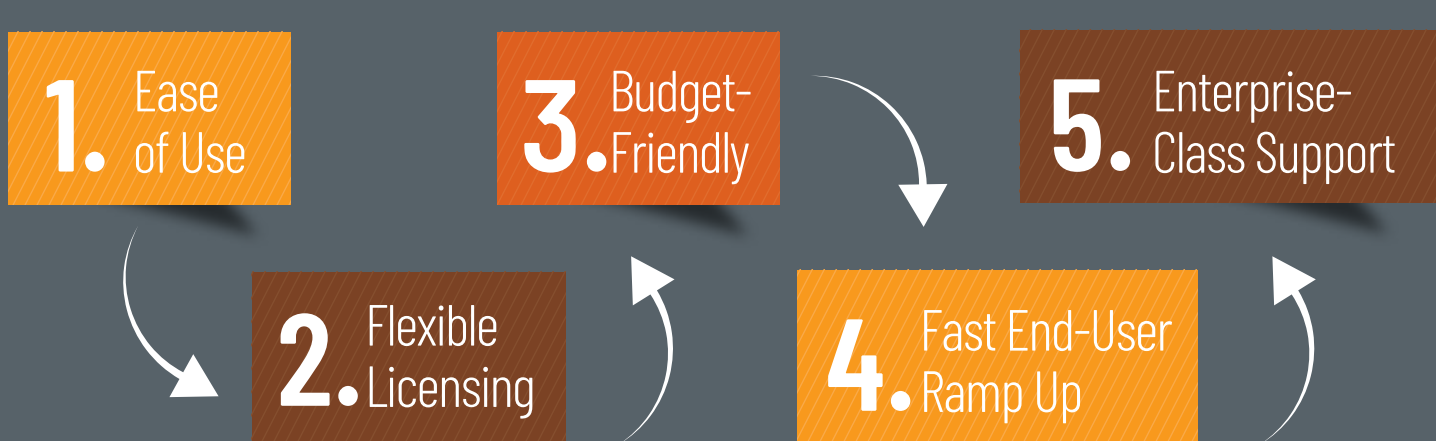 1. Ease
of Use
2. Flexible
Licensing
3. Budget-
Friendly
4. Fast End-User
Ramp Up
5. Enterprise-
Class Support